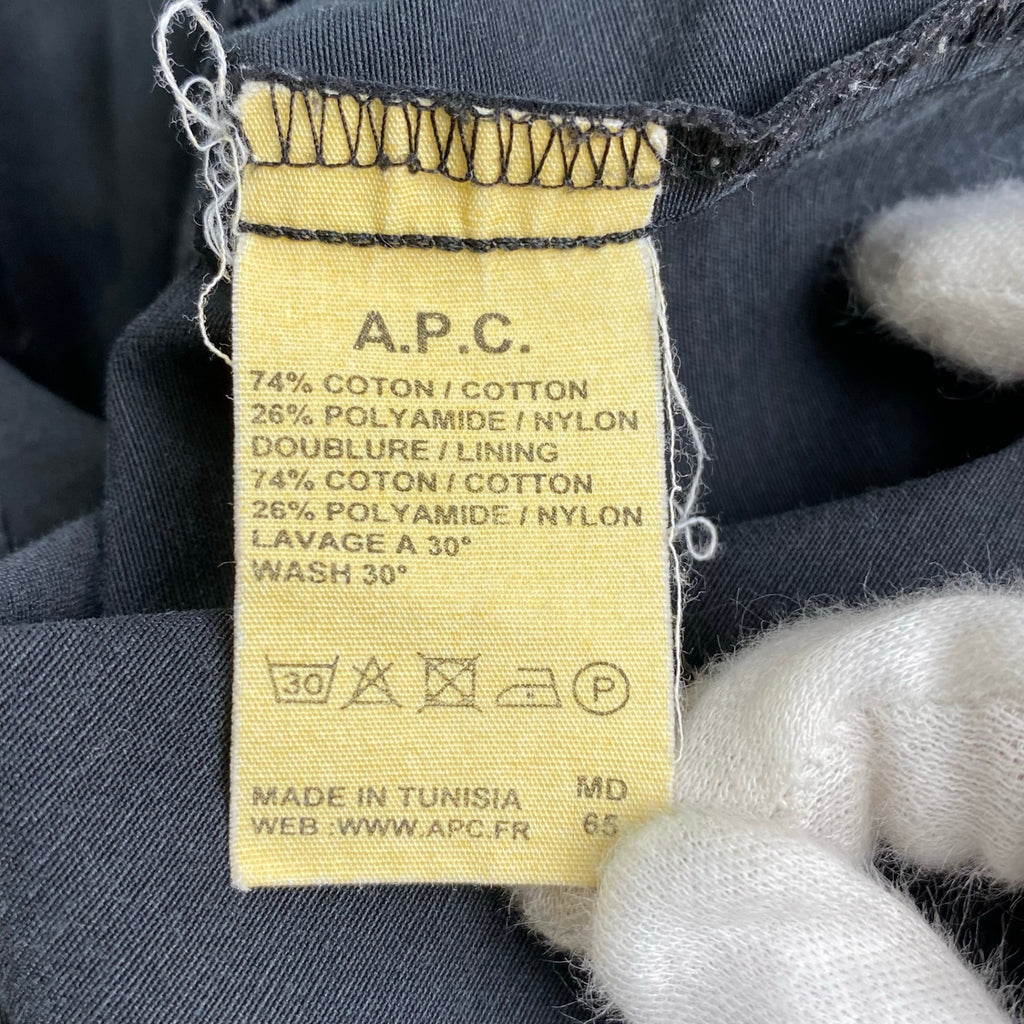 A.P.C.
74% COTON / COTTON
26% POLYAMIDE / NYLON
DOUBLURE / LINING
74% COTON / COTTON
26% POLYAMIDE / NYLON
LAVAGE A 30°
WASH 30°
30 P
MADE IN TUNISIA MD
WEB :WWW.APC.FR 65